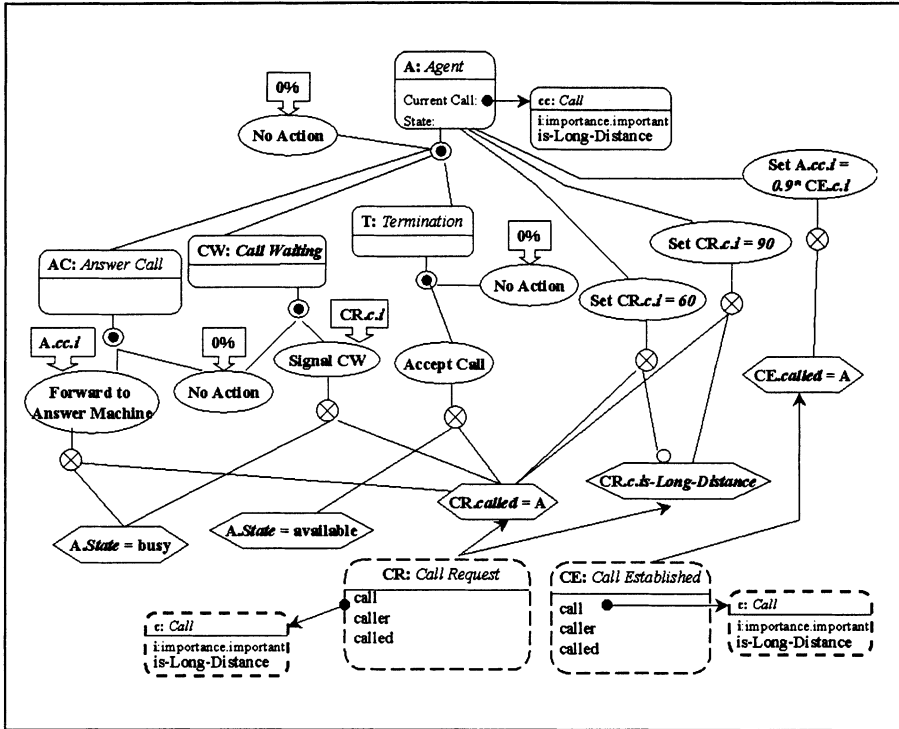 A: Agent
0%
Current Call:
cc: Call
i:importance.important
is-Long-Distance
State:
No Action
Set A.cc.i =
0.9* CE.c.i
T: Termination
0%
CW: Call Waiting
Set CR.c.i = 90
AC: Answer Call
No Action
Set CR.c.i = 60
CR.c.i
A.cc.i
0%
Signal CW
Accept Call
CE.called = A
Forward to
Answer Machine
No Action
CR.c.is-Long-Distance
CR.called = A
A.State = available
A.State = busy
CR: Call Request
CE: Call Established
call
caller
called
call
caller
called
c: Call
i:importance.important
is-Long-Distance
c: Call
i:importance.important
is-Long-Distance